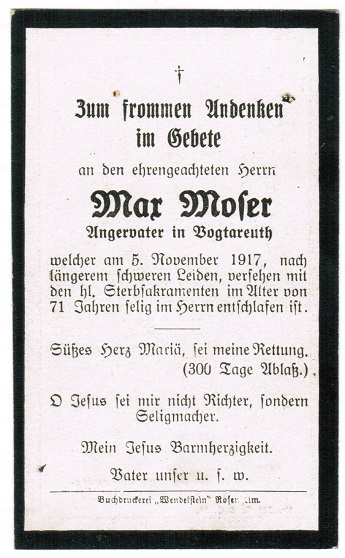 †
Zum frommen Andenken
im Gebete
an den ehrengeachteten Herrn
Max Moser
Angervater in Vogtareuth
welcher am 5. November 1917, nach
längerem schweren Leiden, versehen mit
den hl. Sterbsakramenten im Alter von
71 Jahren selig im Herrn entschlafen ist.
Süßes Herz Mariä, sei meine Rettung.
(300 Tage Ablaß.)
O Jesus sei mir nicht Richter, sondern
Seligmacher.
Mein Jesus Barmherzigkeit.
Vater unser u. s. w.
Buchdruckerei „Wendelstein"